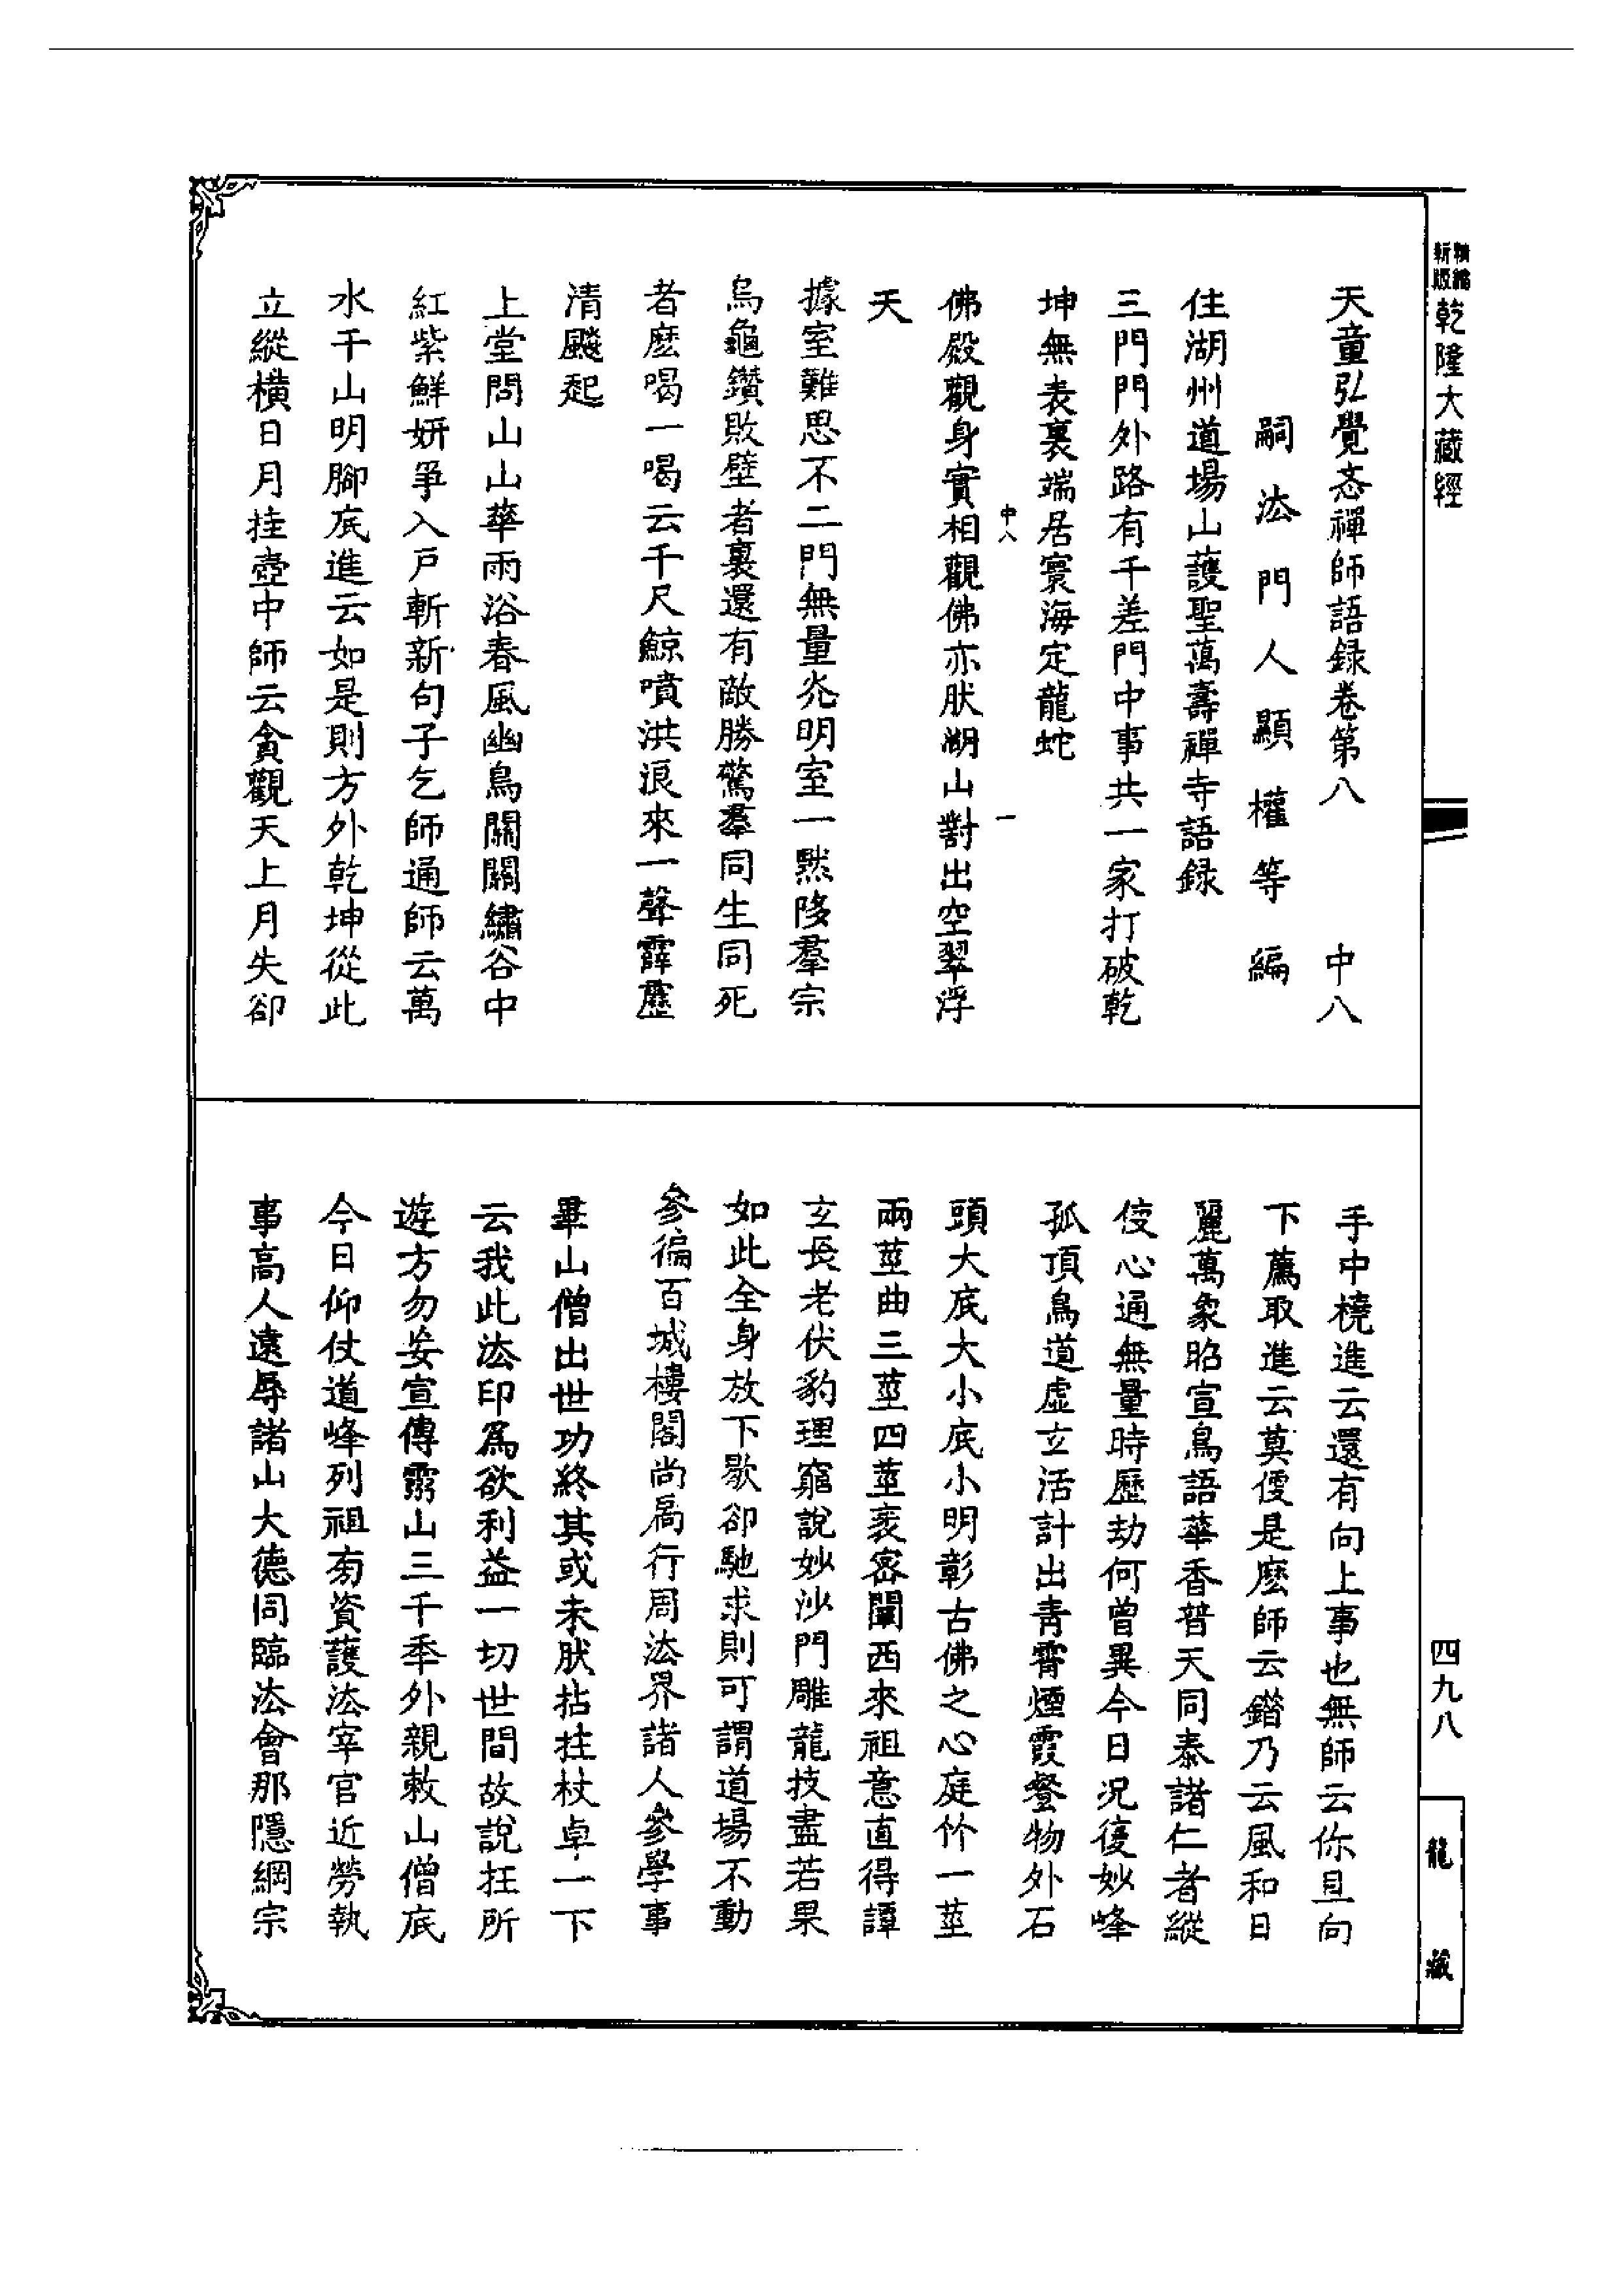 新版精縮乾隆大藏經
天童弘覺忞禪師語録卷第八 中八
嗣法門人顯權等編
住湖州道場山護聖萬壽禪寺語録
三門門外路有千差門中事共一家打破乾
坤無表裏端居寰海定龍蛇
中八 一
佛殿觀身實相觀佛亦肰湖山對出空翠浮
天
據室難思不二門無量灮明室一㸃陊羣宗
烏龜鑽敗壁者裏還有敵勝驚羣同生同死
者麽喝一喝云千尺鯨噴洪浪來一聲霹靂
清飈起
上堂問山山華雨浴春風幽鳥關關繡谷中
紅紫鮮妍爭入戶斬新句子乞師通師云萬
水千山明腳底進云如是則方外乾坤從此
立縱橫日月挂壺中師云貪觀天上月失卻
手中橈進云還有向上事也無師云你且向
下薦取進云莫便是麽師云錯乃云風和日
麗萬象昭宣鳥語華香普天同泰諸仁者縱
使心通無量時歷劫何曾異今日況復妙峰
孤頂鳥道虛玄活計出青霄煙霞登物外石
頭大底大小底小明彰古佛之心庭竹一莖
兩莖曲三莖四莖衺密闡西來祖意直得譚
玄長老伏豹理窮說妙沙門雕龍技盡若果
如此全身放下歇卻馳求則可謂道場不動
參徧百城樓閣尚扃行周法界諸人參學事
畢山僧出世功終其或未肰拈拄杖卓一下
云我此法印爲欲利益一切世間故說在所
遊方勿妄宣傳靈山三千秊外親敕山僧底
今日仰仗道峰列祖夯資護法宰官近勞執
事高人遠辱諸山大德同臨法會那隱綱宗
四九八
龍藏